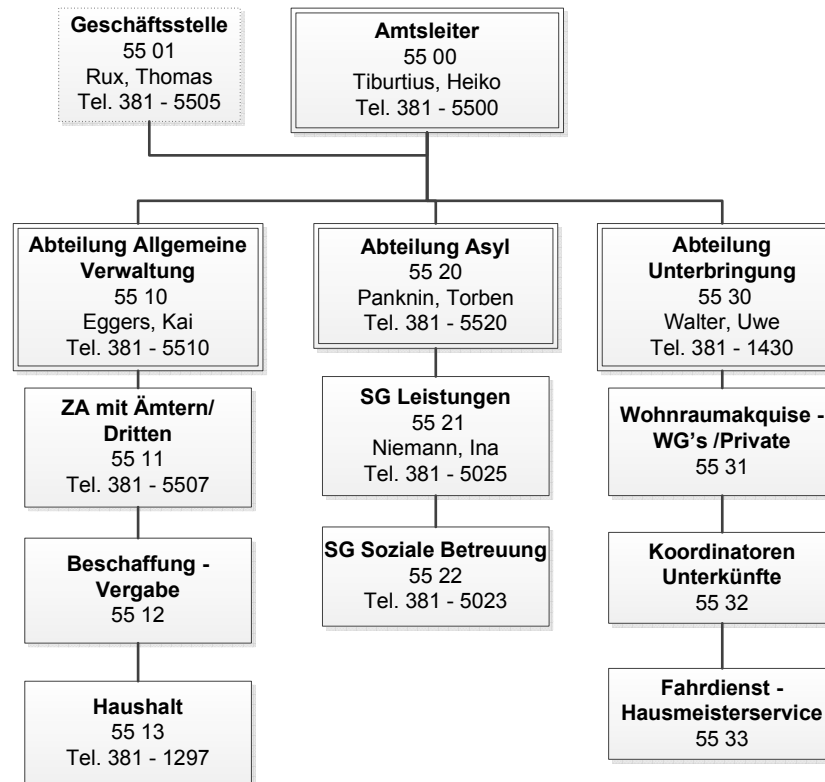 Geschäftsstelle
55 01
Rux, Thomas
Tel. 381 - 5505
Amtsleiter
55 00
Tiburtius, Heiko
Tel. 381 - 5500
Abteilung Allgemeine
Verwaltung
55 10
Eggers, Kai
Tel. 381 - 5510
Abteilung Asyl
55 20
Panknin, Torben
Tel. 381 - 5520
Abteilung
Unterbringung
55 30
Walter, Uwe
Tel. 381 - 1430
ZA mit Ämtern/
Dritten
55 11
Tel. 381 - 5507
SG Leistungen
55 21
Niemann, Ina
Tel. 381 - 5025
Wohnraumakquise -
WG's /Private
55 31
Beschaffung -
Vergabe
55 12
SG Soziale Betreuung
55 22
Tel. 381 - 5023
Koordinatoren
Unterkünfte
55 32
Haushalt
55 13
Tel. 381 - 1297
Fahrdienst -
Hausmeisterservice
55 33